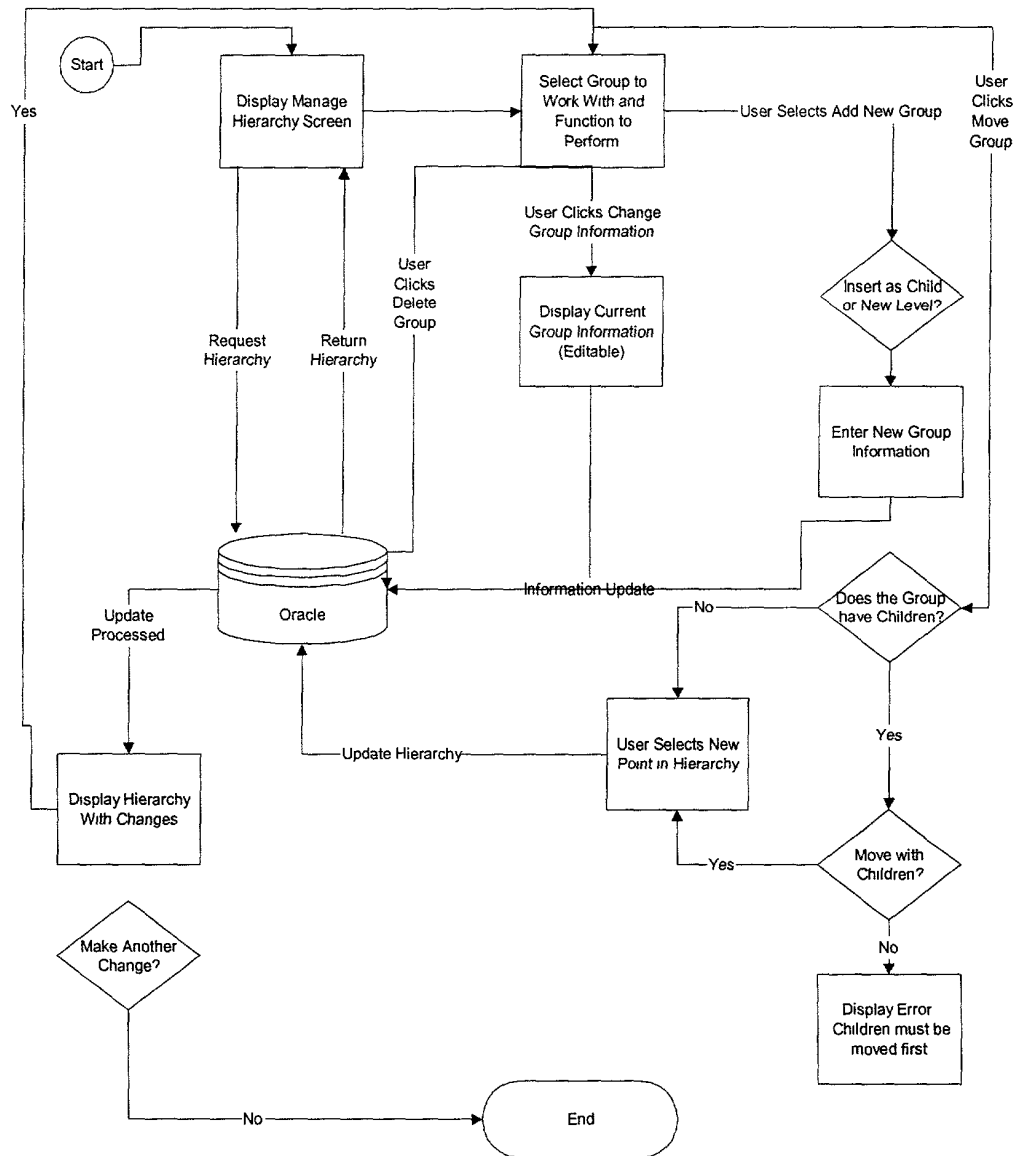 Start
Yes
Display Manage
Hierarchy Screen
Select Group to
Work With and
Function to
Perform
User Selects Add New Group
User
Clicks
Move
Group
User Clicks Change
Group Information
User
Clicks
Delete
Group
Insert as Child
or New Level?
Display Current
Group Information
(Editable)
Request
Hierarchy
Return
Hierarchy
Enter New Group
Information
Oracle
Information Update
Update
Processed
No
Does the Group
have Children?
Yes
Update Hierarchy
User Selects New
Point in Hierarchy
Display Hierarchy
With Changes
Yes
Move with
Children?
No
Make Another
Change?
Display Error
Children must be
moved first
No
End